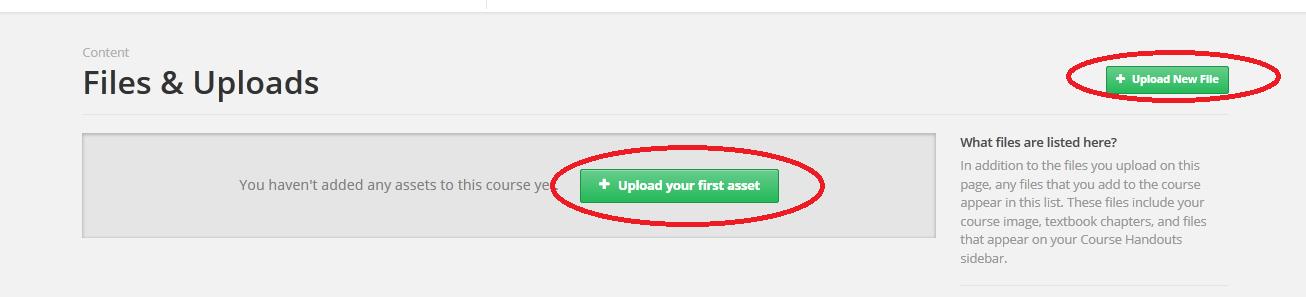 Content
Files & Uploads
+ Upload New File
You haven't added any assets to this course yet.
+ Upload your first asset
What files are listed here?
In addition to the files you upload on this
page, any files that you add to the course
appear in this list. These files include your
course image, textbook chapters, and files
that appear on your Course Handouts
sidebar.